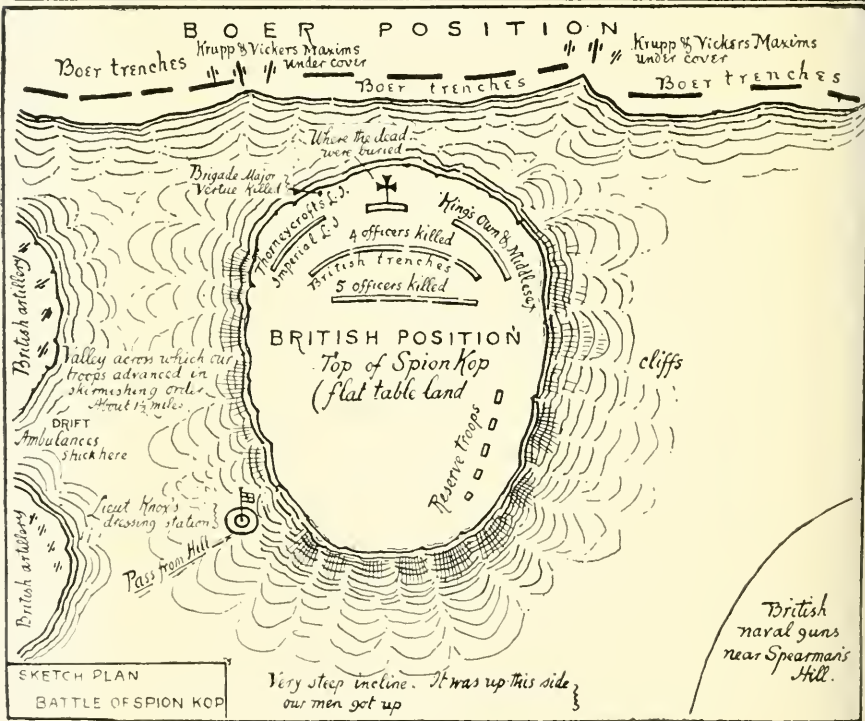 BOER POSITION
Boer trenches
Krupp & Vickers Maxims
under cover
Boer trenches
Krupp & Vickers Maxims
under cover
Boer trenches
Where the dead
were buried
Brigade Major
Vertue Killed
Thorneycroft's L.I.
Imperial L.I
King's Own & Middlesex
4 officers killed
British trenches
5 officers killed
BRITISH POSITION
Top of Spion Kop
(flat table land
Reserve troops
cliffs
British artillery
Valley across which our
troops advanced in
skirmishing order
About 1½ miles.
DRIFT
Ambulances
stuck here
Lieut Knox's
dressing station
Pass from Hill
British artillery
British
naval guns
near Spearman's
Hill.
SKETCH PLAN
BATTLE OF SPION KOP
Very steep incline. It was up this side
our men got up